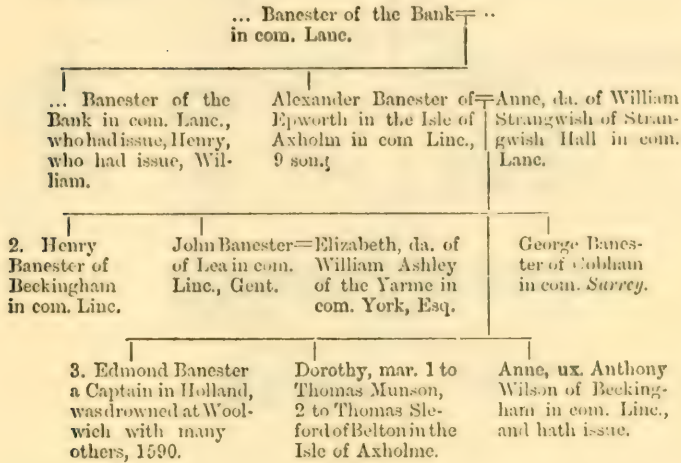 ... Banester of the Bank= ..
in com. Lanc.
... Banester of the
Bank in com. Lanc.,
who had issue, Henry,
who had issue, Wil-
liam.
Alexander Banester of=
Epworth in the Isle of
Axholm in com Linc.,
9 son.
Anne, da. of William
Strangwish of Stran-
gwish Hall in com.
Lanc.
2. Henry
Banester of
Beckingham
in com. Linc.
John Banester=
of Lea in com.
Linc., Gent.
Elizabeth, da. of
William Ashley
of the Yarme in
com. York, Esq.
George Banes-
ter of Cobham
in com. Surrey.
3. Edmond Banester
a Captain in Holland,
was drowned at Wool-
wich with many
others, 1590.
Dorothy, mar. 1 to
Thomas Munson,
2 to Thomas Sle-
ford of Belton in the
Isle of Axholme.
Anne, ux. Anthony
Wilson of Becking-
ham in com. Linc.,
and hath issue.